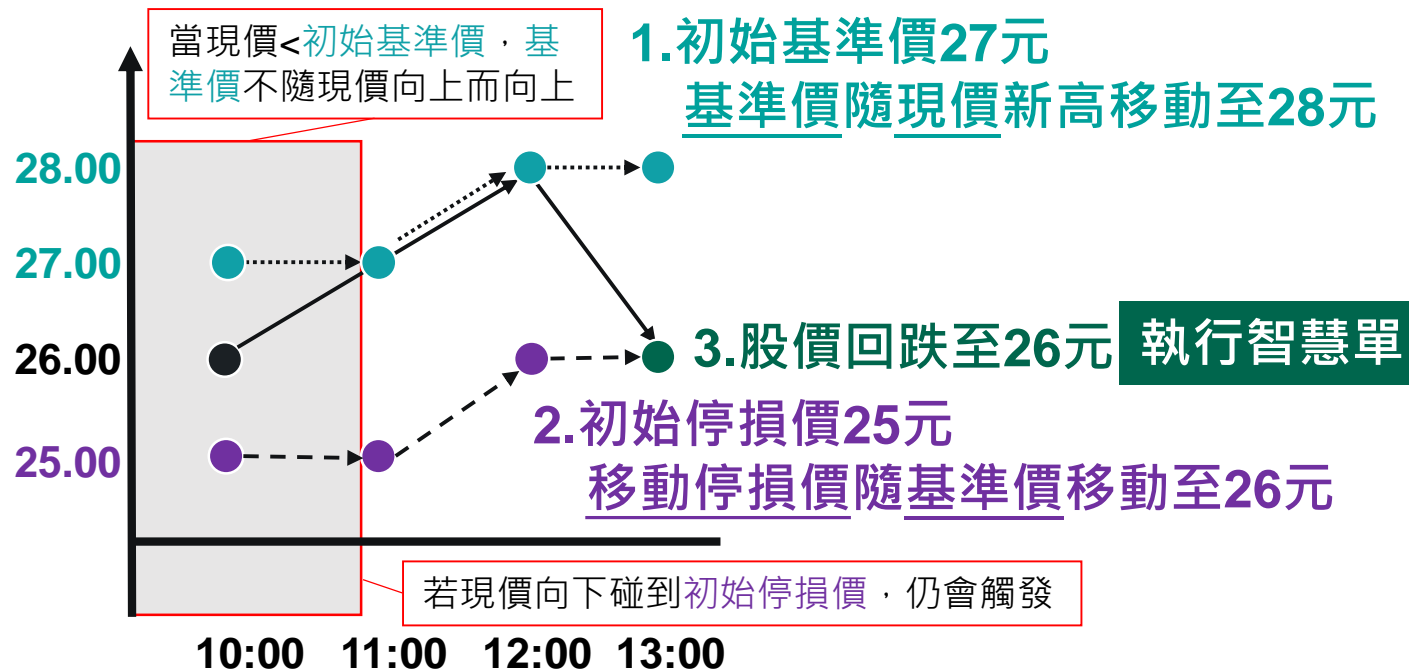 當現價<初始基準價，基
準價不隨現價向上而向上
1.初始基準價27元
基準價隨現價新高移動至28元
28.00
27.00
26.00
25.00
3.股價回跌至26元 執行智慧單
2.初始停損價25元
移動停損價隨基準價移動至26元
若現價向下碰到初始停損價，仍會觸發
10:00 11:00 12:00 13:00